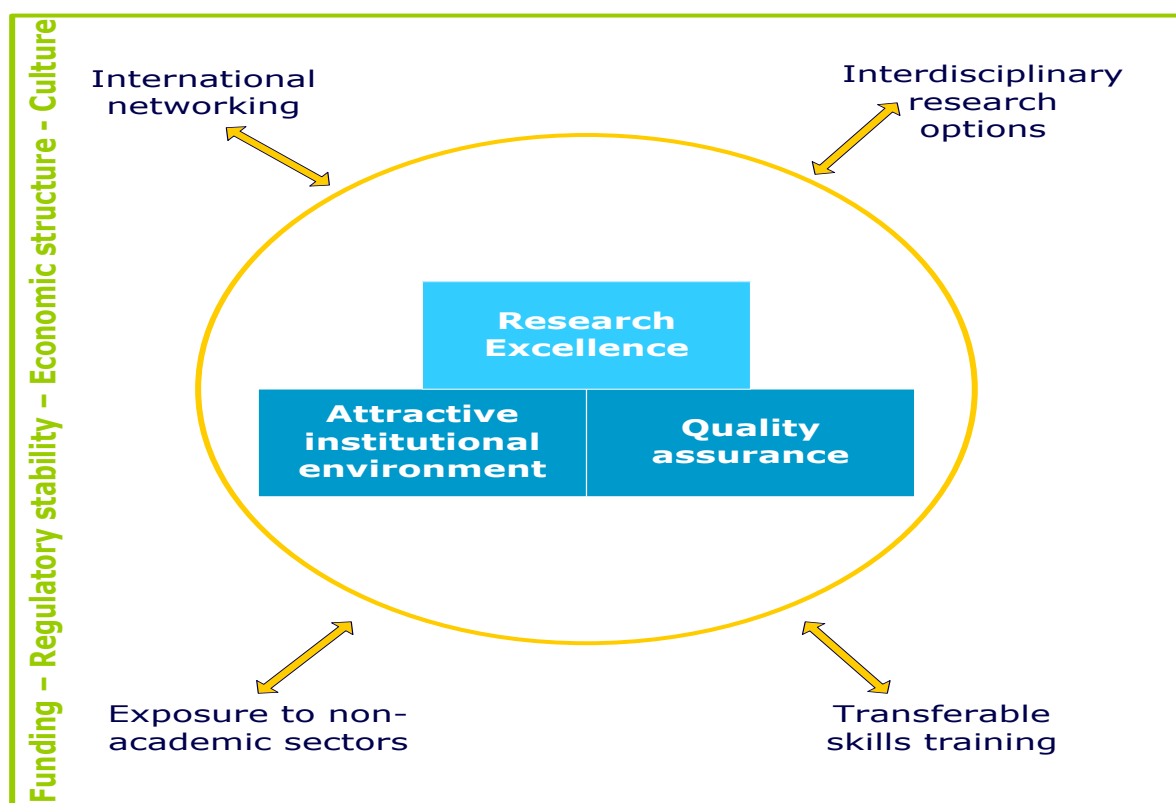 Funding – Regulatory stability – Economic structure - Culture
International
networking
Interdisciplinary
research
options
Research
Excellence
Attractive
institutional
environment
Quality
assurance
Exposure to non-
academic sectors
Transferable
skills training